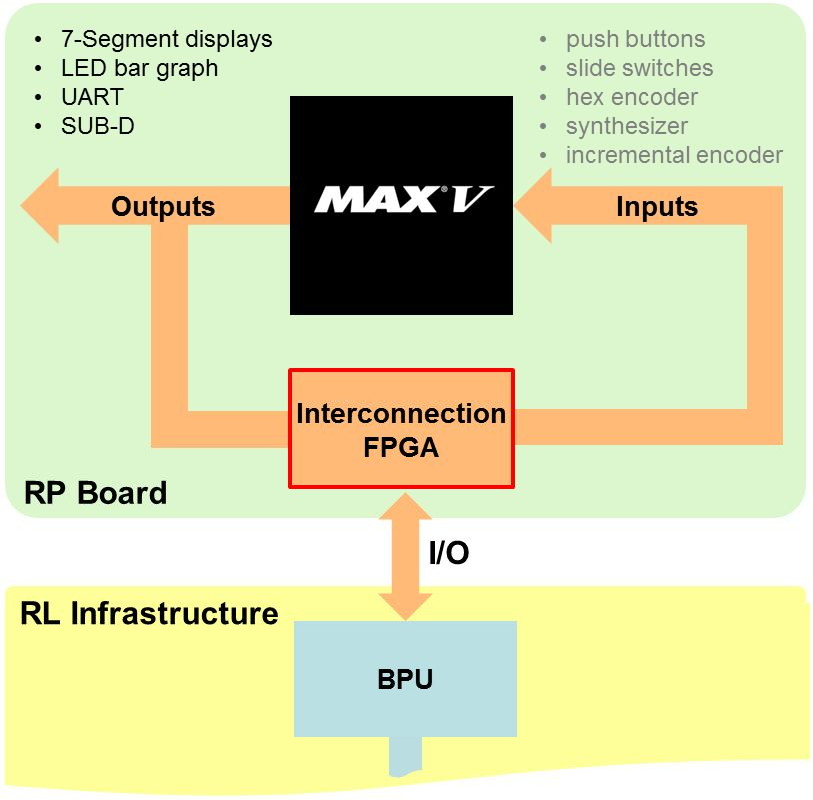 • 7-Segment displays
• LED bar graph
• UART
• SUB-D
• push buttons
• slide switches
• hex encoder
• synthesizer
• incremental encoder
Outputs
MAX® V
Inputs
Interconnection
FPGA
RP Board
I/O
RL Infrastructure
BPU